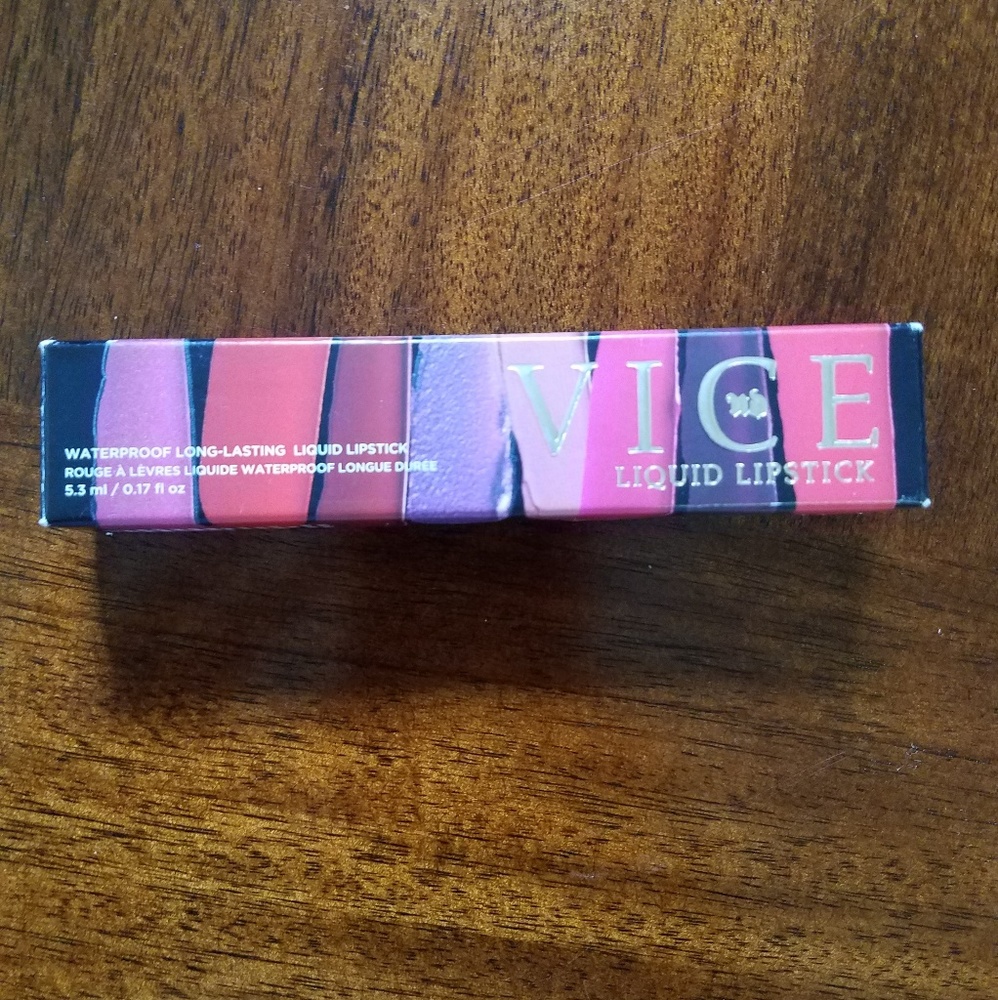 WATERPROOF LONG-LASTING LIQUID LIPSTICK
ROUGE À LÈVRES LIQUIDE WATERPROOF LONGUE DURÉE
5.3 ml / 0.17 fl oz
VICE
UD
LIQUID LIPSTICK